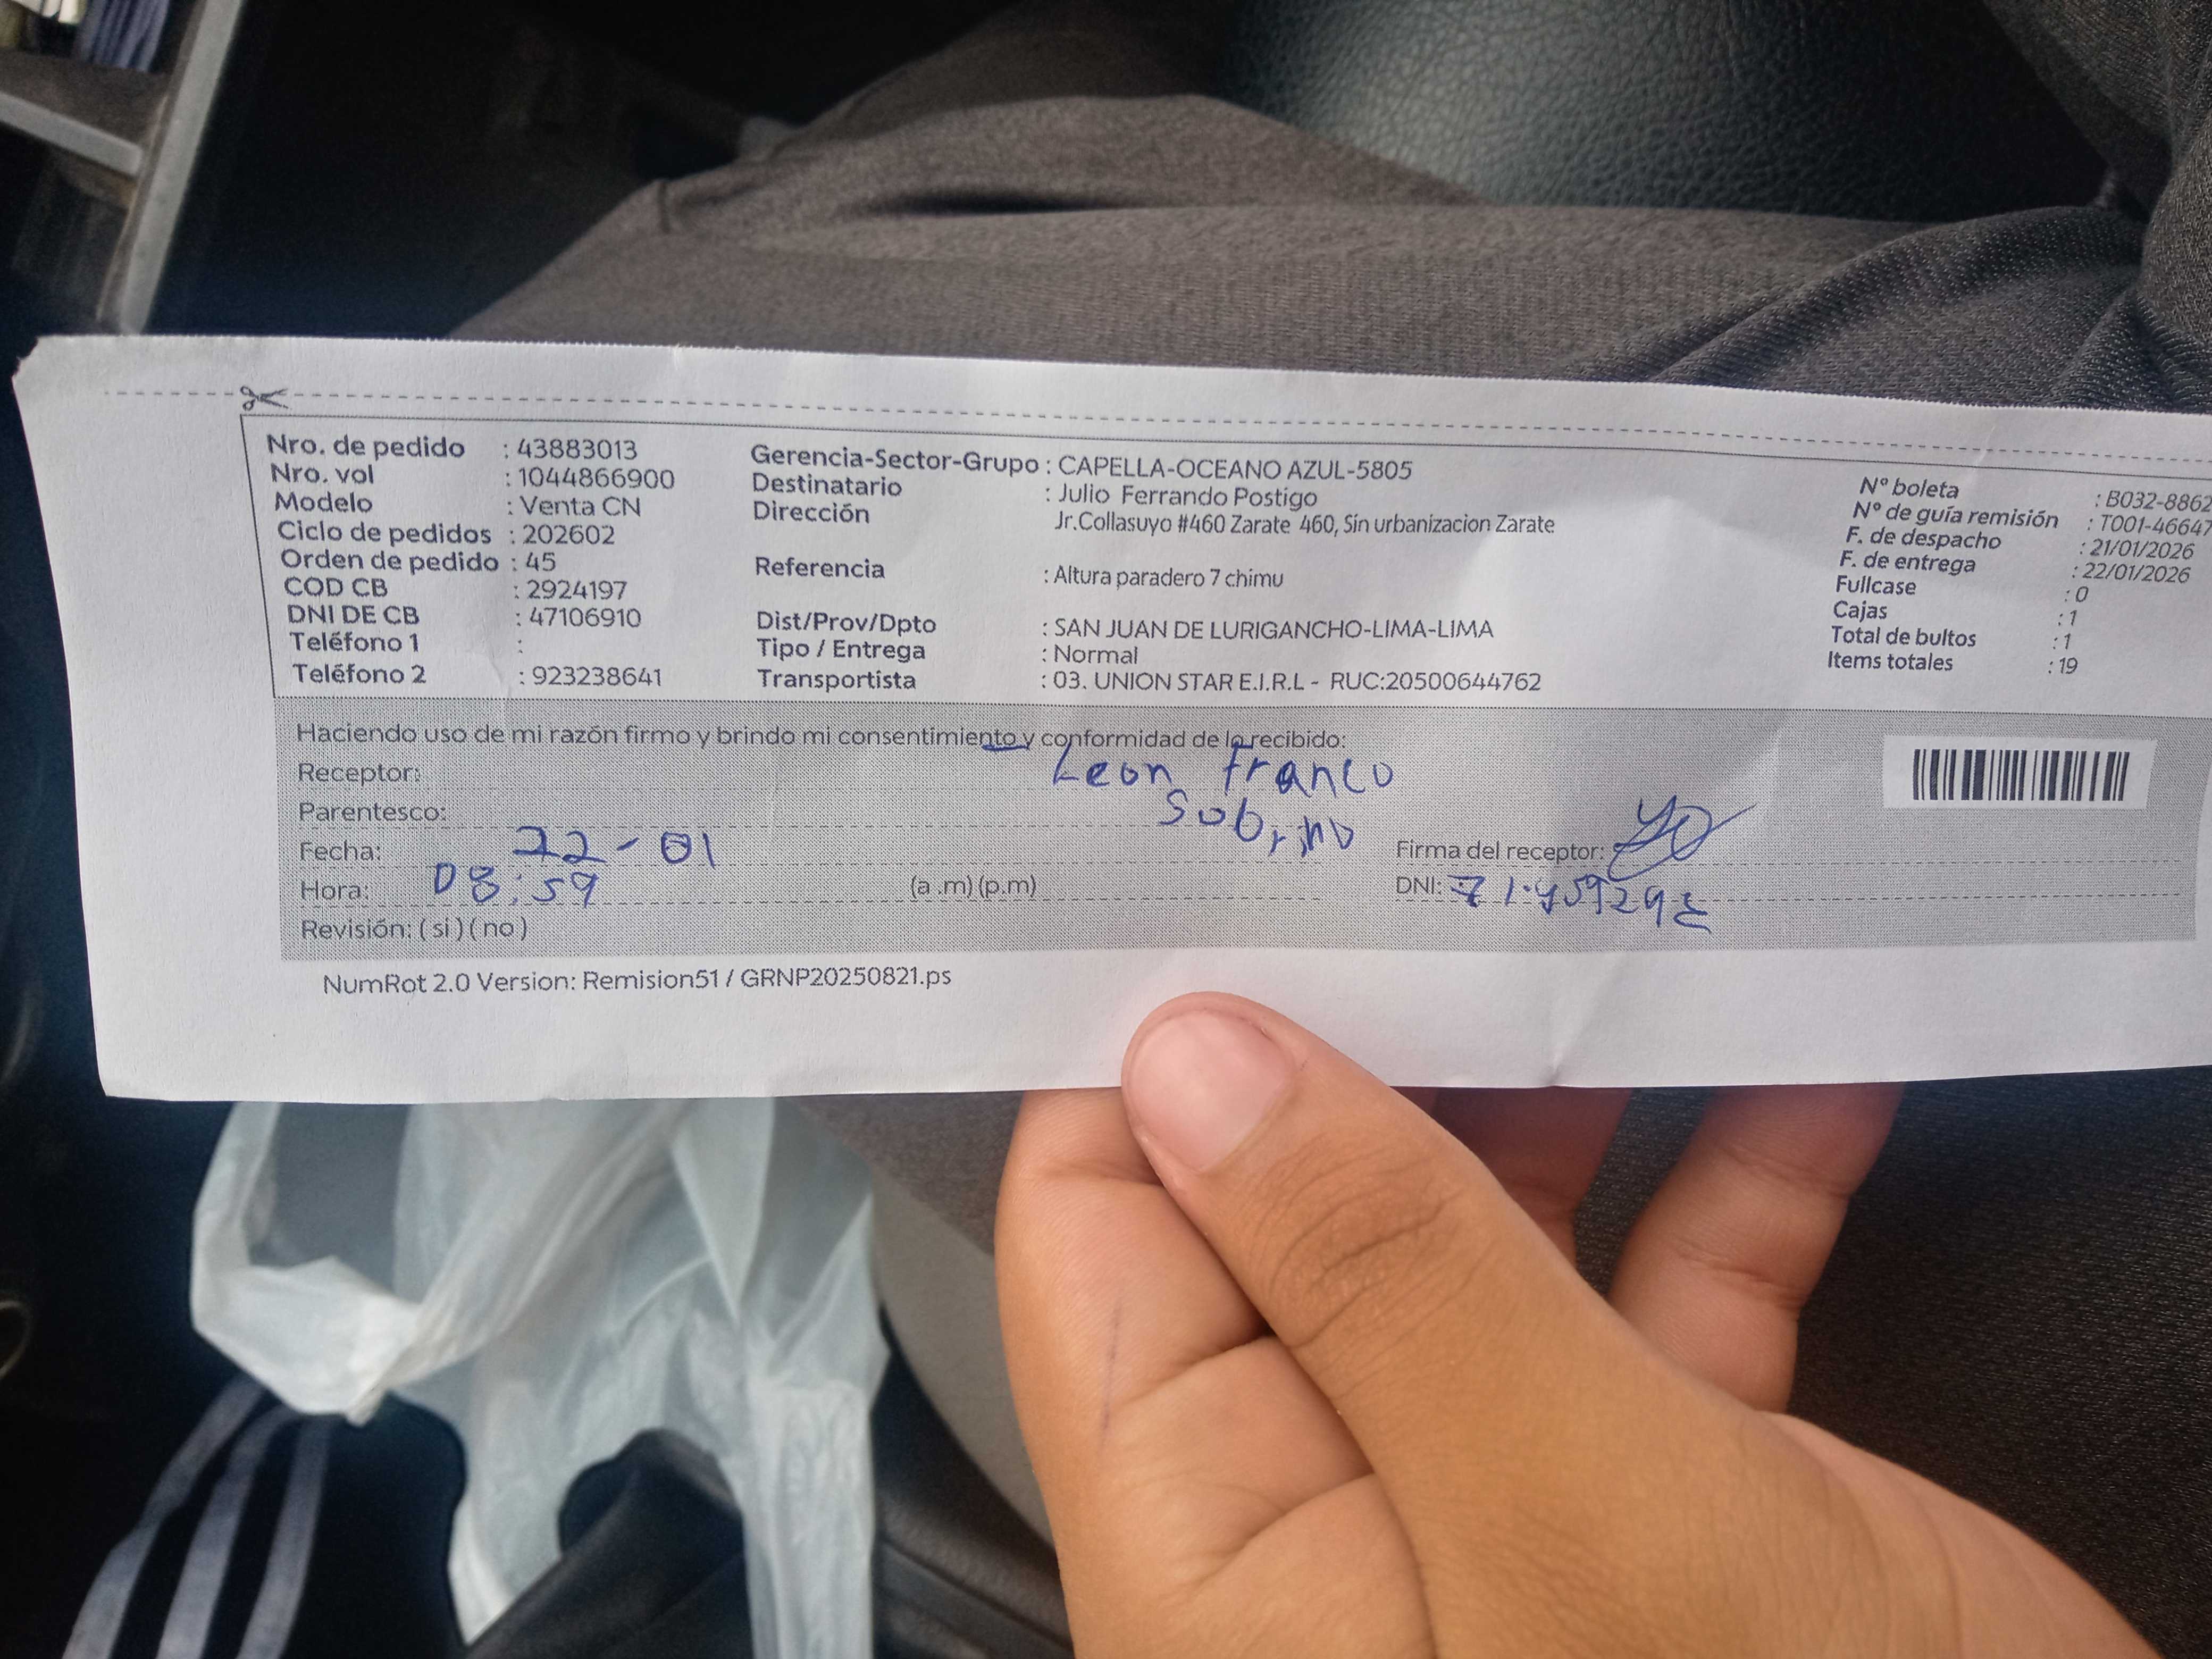 Nro. de pedido : 43883013
Nro. vol : 1044866900
Modelo : Venta CN
Ciclo de pedidos : 202602
Orden de pedido : 45
COD CB : 2924197
DNI DE CB : 47106910
Teléfono 1 :
Teléfono 2 : 923238641
Gerencia-Sector-Grupo : CAPELLA-OCEANO AZUL-5805
Destinatario : Julio Ferrando Postigo
Dirección Jr.Collasuyo #460 Zarate 460, Sin urbanizacion Zarate
Referencia : Altura paradero 7 chimu
Dist/Prov/Dpto : SAN JUAN DE LURIGANCHO-LIMA-LIMA
Tipo / Entrega : Normal
Transportista : 03. UNION STAR E.I.R.L - RUC:20500644762
Nº boleta : B032-8862
Nº de guía remisión : T001-46647
F. de despacho : 21/01/2026
F. de entrega : 22/01/2026
Fullcase : 0
Cajas : 1
Total de bultos : 1
Items totales : 19
Haciendo uso de mi razón firmo y brindo mi consentimiento y conformidad de lo recibido:
Receptor: Leon Franco
Parentesco: Sobrino
Fecha: 22-01
Hora: 08:59 (a .m) (p.m)
Revisión: ( si ) ( no )
Firma del receptor:
DNI:
NumRot 2.0 Version: Remision51 / GRNP20250821.ps